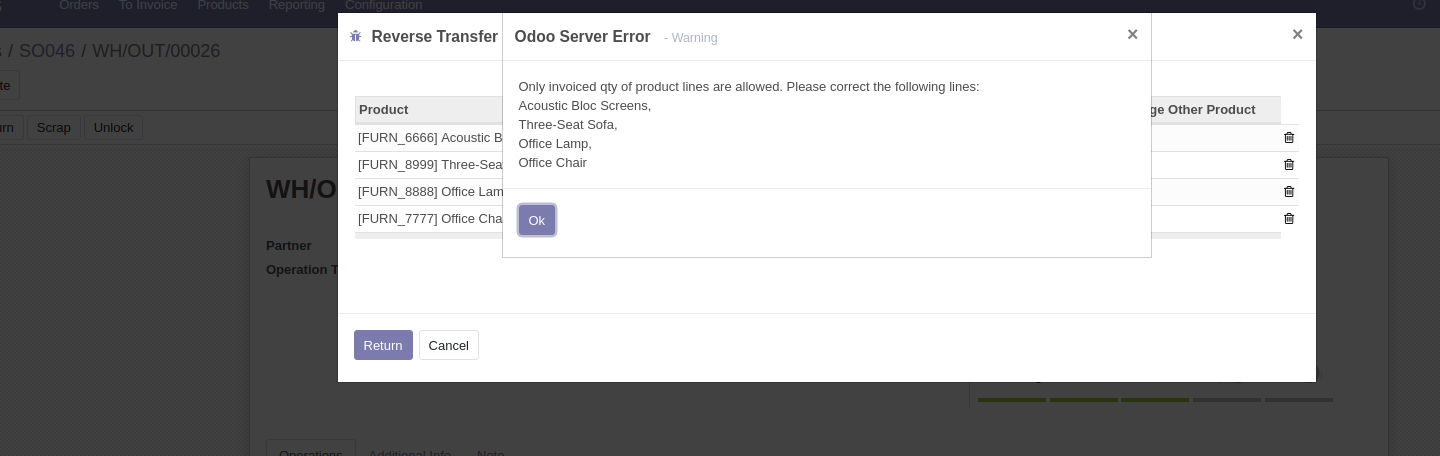 Orders To Invoice Products Reporting Configuration
/ SO046 / WH/OUT/00026
Scrap Unlock
WH/O
Partner
Operation T
Reverse Transfer
Product
ge Other Product
[FURN_6666] Acoustic B
[FURN_8999] Three-Sea
[FURN_8888] Office Lam
[FURN_7777] Office Cha
Return Cancel
Odoo Server Error - Warning ×
×
Only invoiced qty of product lines are allowed. Please correct the following lines:
Acoustic Bloc Screens,
Three-Seat Sofa,
Office Lamp,
Office Chair
Ok
Operations Additional Info Note